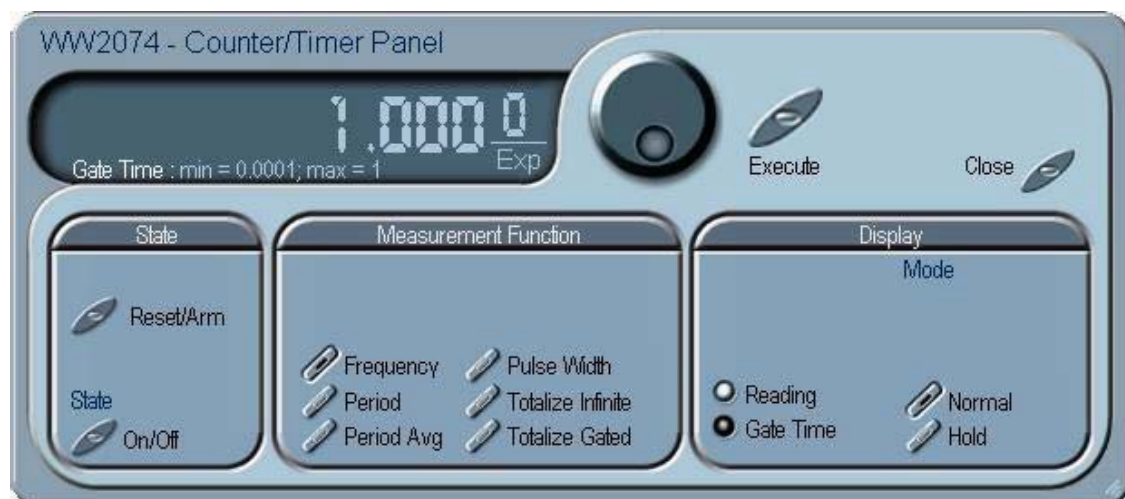 WW2074 - Counter/Timer Panel
1.000 0
Exp
Gate Time : min = 0.0001; max = 1
Execute
Close
State
Reset/Arm
State
On/Off
Measurement Function
Frequency
Period
Period Avg
Pulse Width
Totalize Infinite
Totalize Gated
Display
Mode
Reading
Gate Time
Normal
Hold